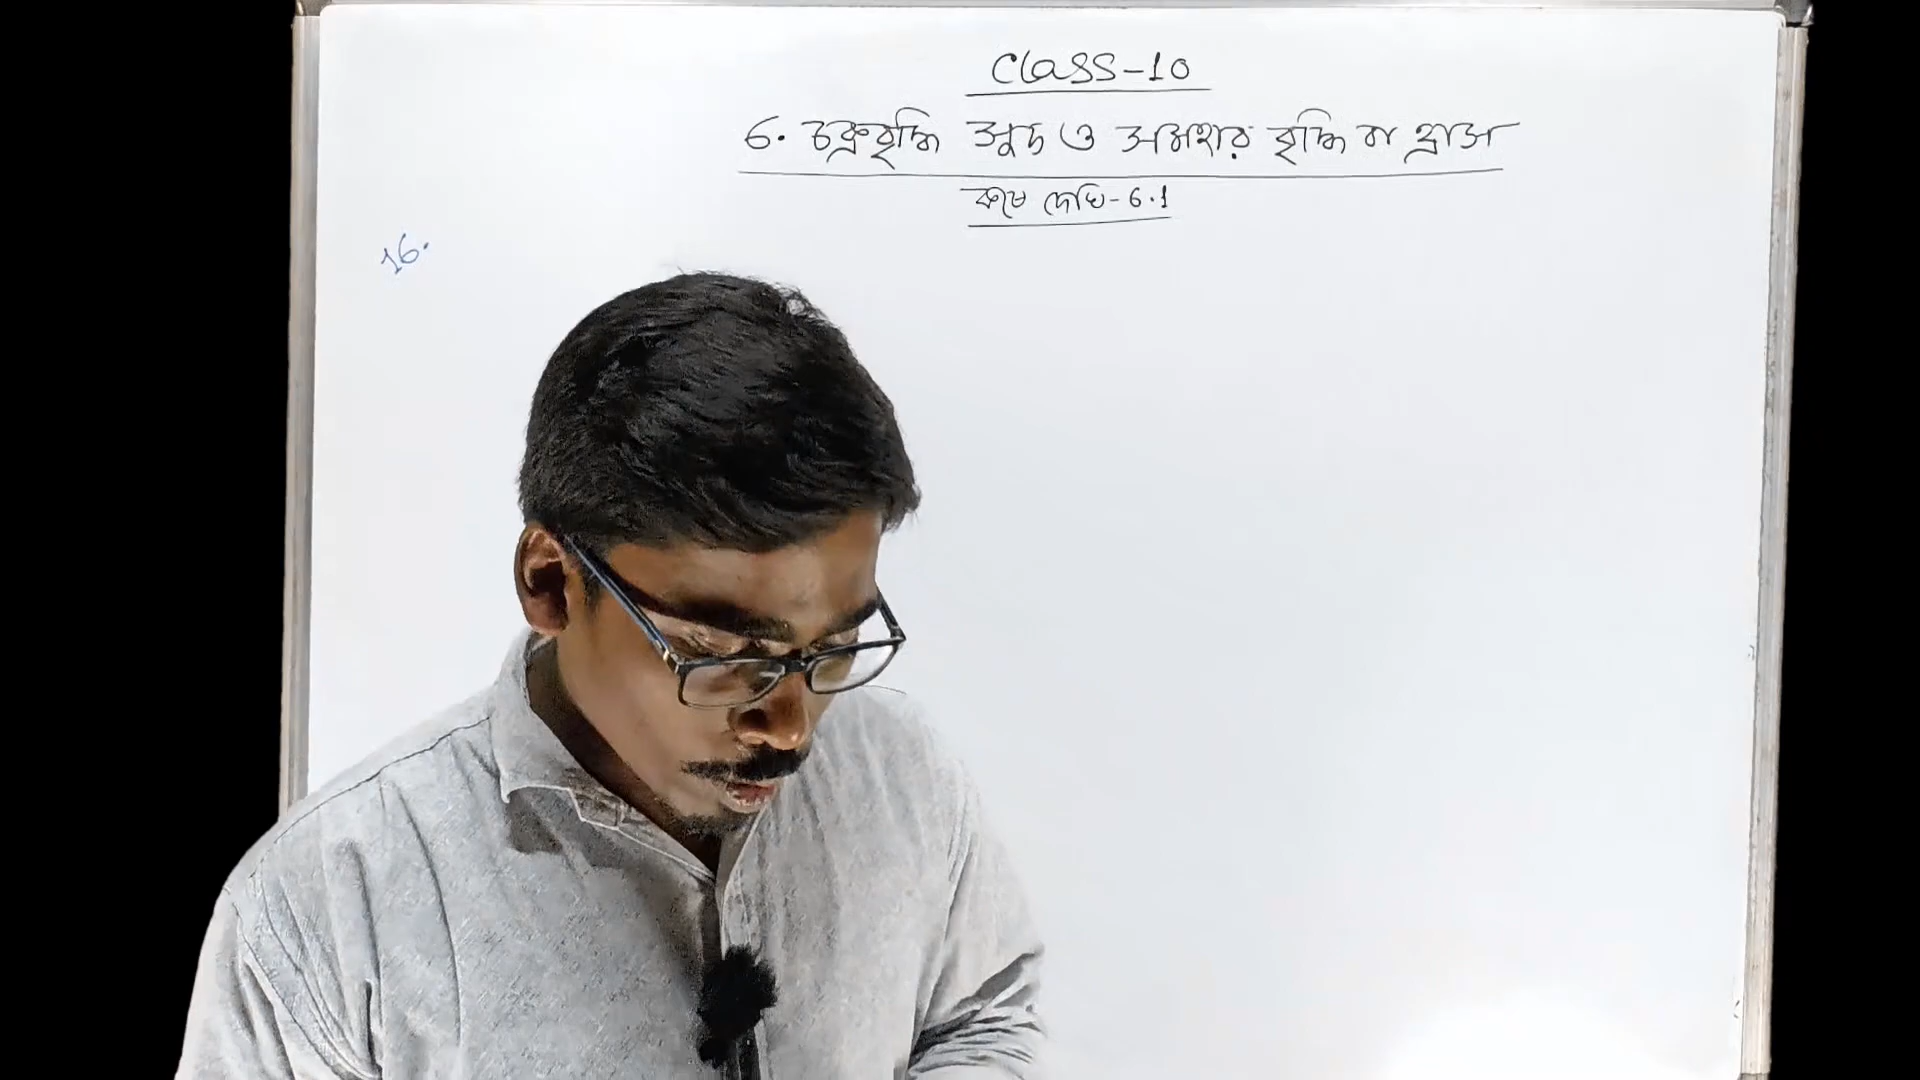 Class-10
6. চক্রবৃদ্ধি সুদ ও সমহার বৃদ্ধি বা হ্রাস
কষে দেখি-6.1
16.